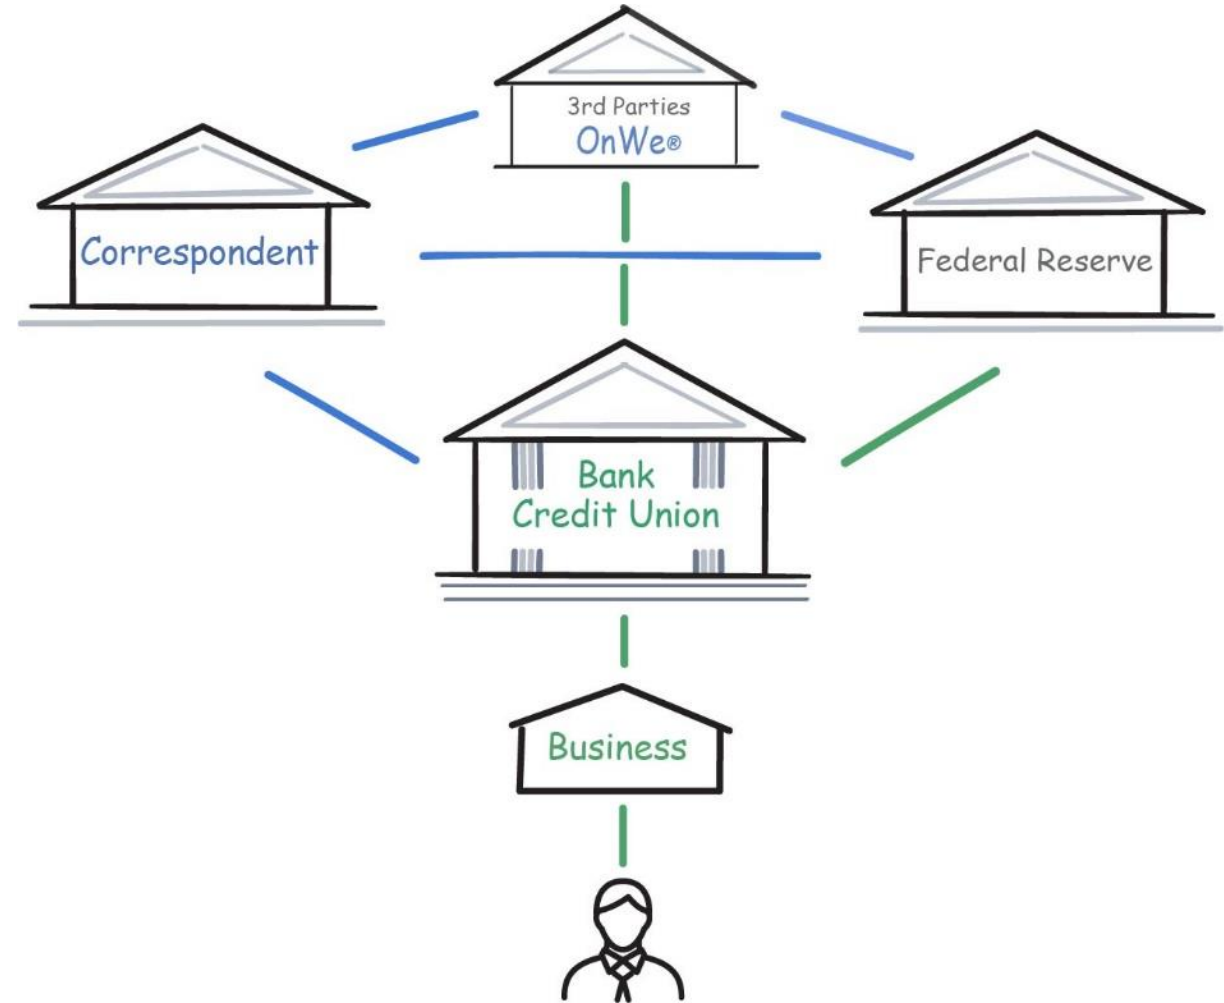 3rd Parties
OnWe®
Correspondent
Federal Reserve
Bank
Credit Union
Business